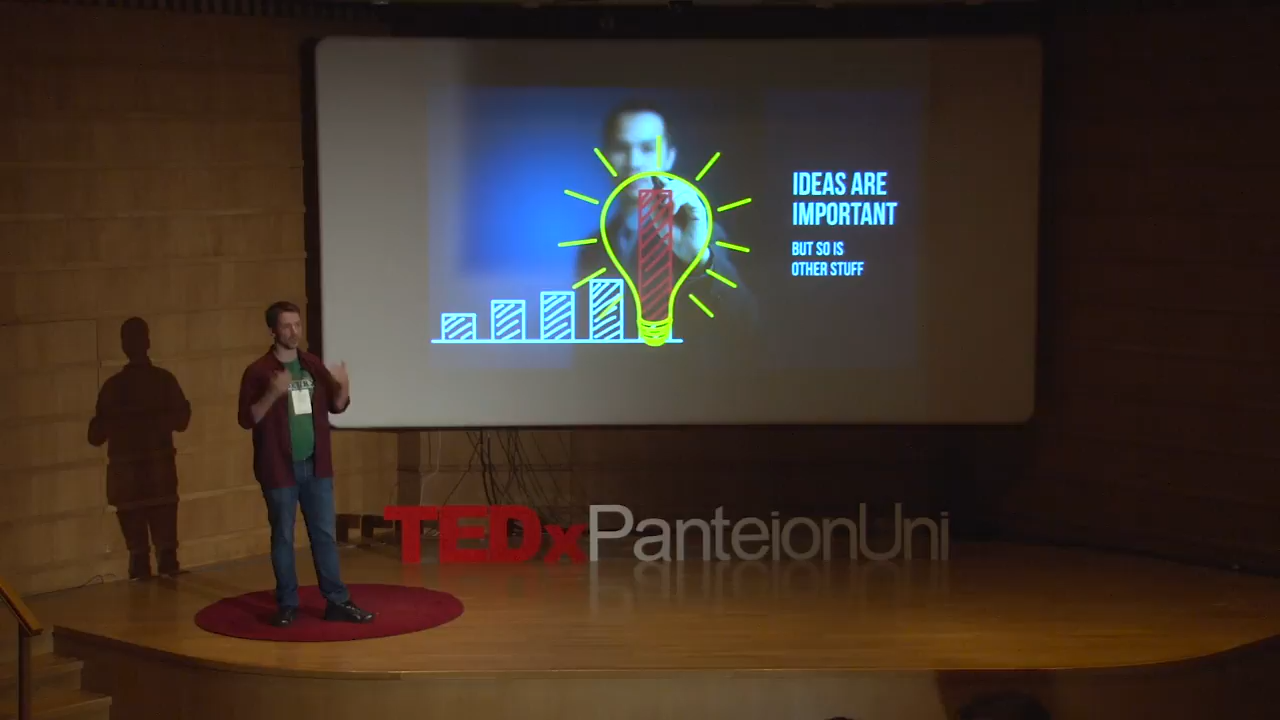 IDEAS ARE
IMPORTANT
BUT SO IS
OTHER STUFF
TEDxPanteionUni